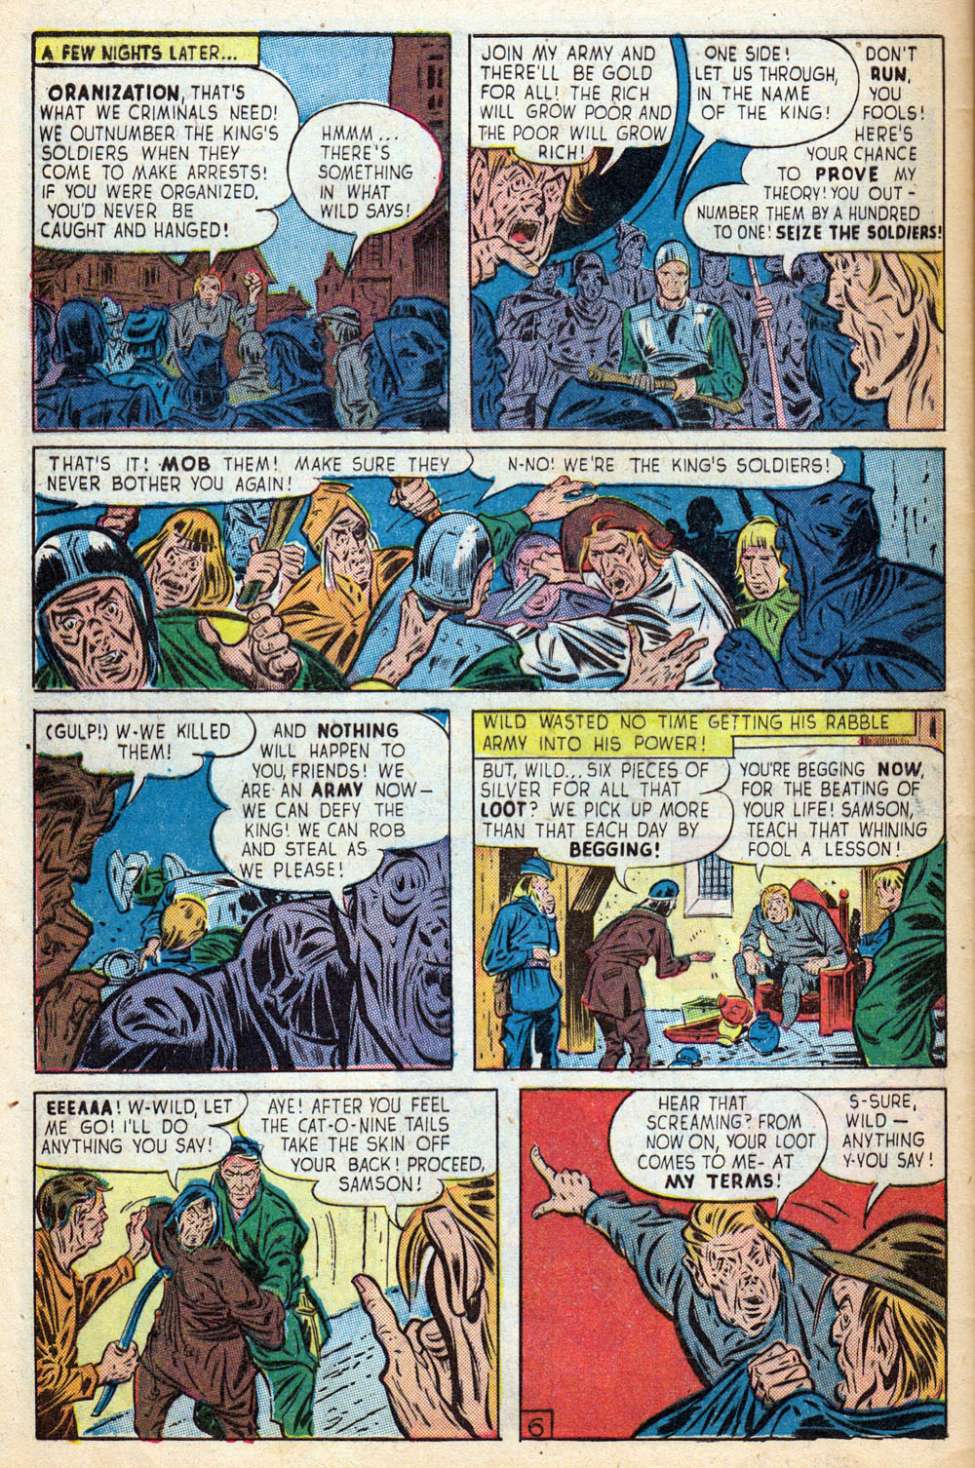 A FEW NIGHTS LATER...
ORANIZATION, THAT'S
WHAT WE CRIMINALS NEED!
WE OUTNUMBER THE KING'S
SOLDIERS WHEN THEY
COME TO MAKE ARRESTS!
IF YOU WERE ORGANIZED,
YOU'D NEVER BE
CAUGHT AND HANGED!
HMMM...
THERE'S
SOMETHING
IN WHAT
WILD SAYS!
JOIN MY ARMY AND
THERE'LL BE GOLD
FOR ALL! THE RICH
WILL GROW POOR AND
THE POOR WILL GROW
RICH!
ONE SIDE!
LET US THROUGH,
IN THE NAME
OF THE KING!
DON'T
RUN,
YOU
FOOLS!
HERE'S
YOUR CHANCE
TO PROVE MY
THEORY! YOU OUT-
NUMBER THEM BY A HUNDRED
TO ONE! SEIZE THE SOLDIERS!
THAT'S IT! MOB THEM! MAKE SURE THEY
NEVER BOTHER YOU AGAIN!
N-NO! WE'RE THE KING'S SOLDIERS!
(GULP!) W-WE KILLED
THEM!
AND NOTHING
WILL HAPPEN TO
YOU, FRIENDS! WE
ARE AN ARMY NOW—
WE CAN DEFY THE
KING! WE CAN ROB
AND STEAL AS
WE PLEASE!
WILD WASTED NO TIME GETTING HIS RABBLE
ARMY INTO HIS POWER!
BUT, WILD... SIX PIECES OF
SILVER FOR ALL THAT
LOOT? WE PICK UP MORE
THAN THAT EACH DAY BY
BEGGING!
YOU'RE BEGGING NOW,
FOR THE BEATING OF
YOUR LIFE! SAMSON,
TEACH THAT WHINING
FOOL A LESSON!
EEEAAA! W-WILD, LET
ME GO! I'LL DO
ANYTHING YOU SAY!
AYE! AFTER YOU FEEL
THE CAT-O-NINE TAILS
TAKE THE SKIN OFF
YOUR BACK! PROCEED,
SAMSON!
HEAR THAT
SCREAMING? FROM
NOW ON, YOUR LOOT
COMES TO ME- AT
MY TERMS!
S-SURE,
WILD—
ANYTHING
Y-YOU SAY!
6